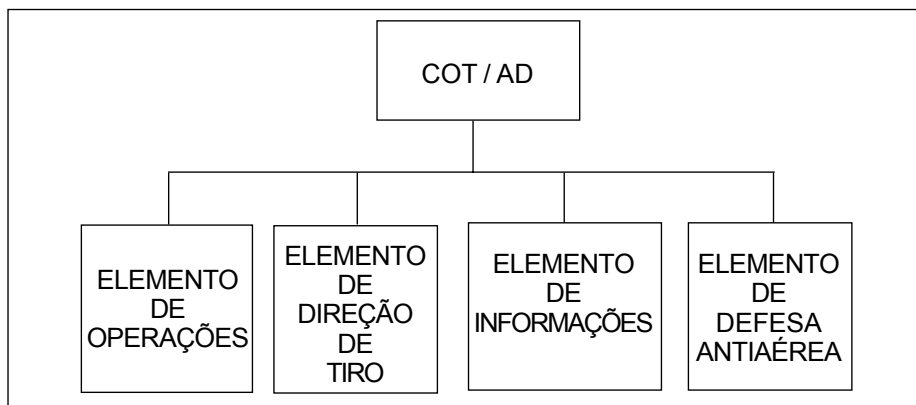 COT / AD
ELEMENTO
DE
OPERAÇÕES
ELEMENTO
DE
DIREÇÃO
DE
TIRO
ELEMENTO
DE
INFORMAÇÕES
ELEMENTO
DE
DEFESA
ANTIAÉREA